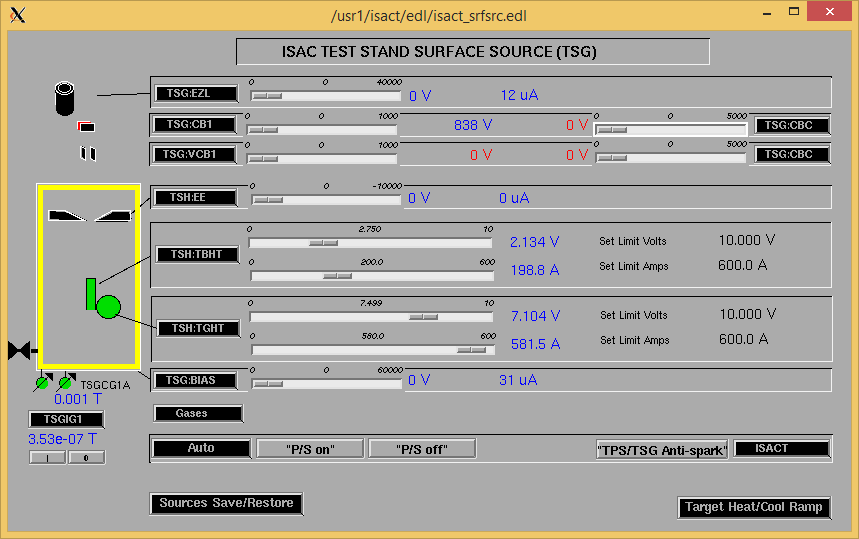 /usr1/isact/edl/isact_srfsrc.edl
ISAC TEST STAND SURFACE SOURCE (TSG)
TSG:EZL 0 0 40000 0 V 12 uA
TSG:CB1 0 1000 838 V 0 V 0 5000 TSG:CBC
TSG:VCB1 0 1000 0 V 0 V 0 5000 TSG:CBC
TSH:EE 0 0 -10000 0 V 0 uA
TSH:TBHT 0 2.750 10 2.134 V Set Limit Volts 10.000 V
0 200.0 600 198.8 A Set Limit Amps 600.0 A
TSH:TGHT 0 7.499 10 7.104 V Set Limit Volts 10.000 V
0 580.0 600 581.5 A Set Limit Amps 600.0 A
TSG:BIAS 0 0 60000 0 V 31 uA
TSGCG1A
0.001 T
TSGIG1
3.53e-07 T
I 0
Gases
Auto "P/S on" "P/S off" "TPS/TSG Anti-spark" ISACT
Sources Save/Restore
Target Heat/Cool Ramp